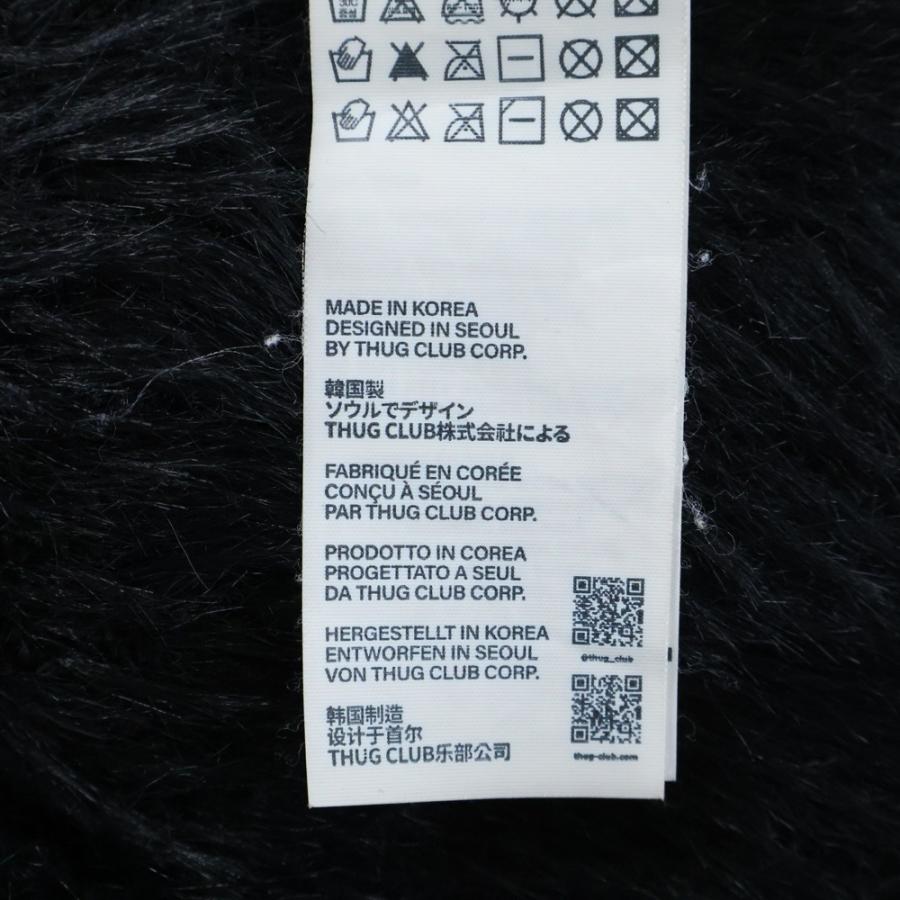 30C
중성
MADE IN KOREA
DESIGNED IN SEOUL
BY THUG CLUB CORP.
韓国製
ソウルでデザイン
THUG CLUB株式会社による
FABRIQUÉ EN CORÉE
CONÇU À SÉOUL
PAR THUG CLUB CORP.
PRODOTTO IN COREA
PROGETTATO A SEUL
DA THUG CLUB CORP.
HERGESTELLT IN KOREA
ENTWORFEN IN SEOUL
VON THUG CLUB CORP.
韩国制造
设计于首尔
THUG CLUB乐部公司
@thug_club
thug-club.com